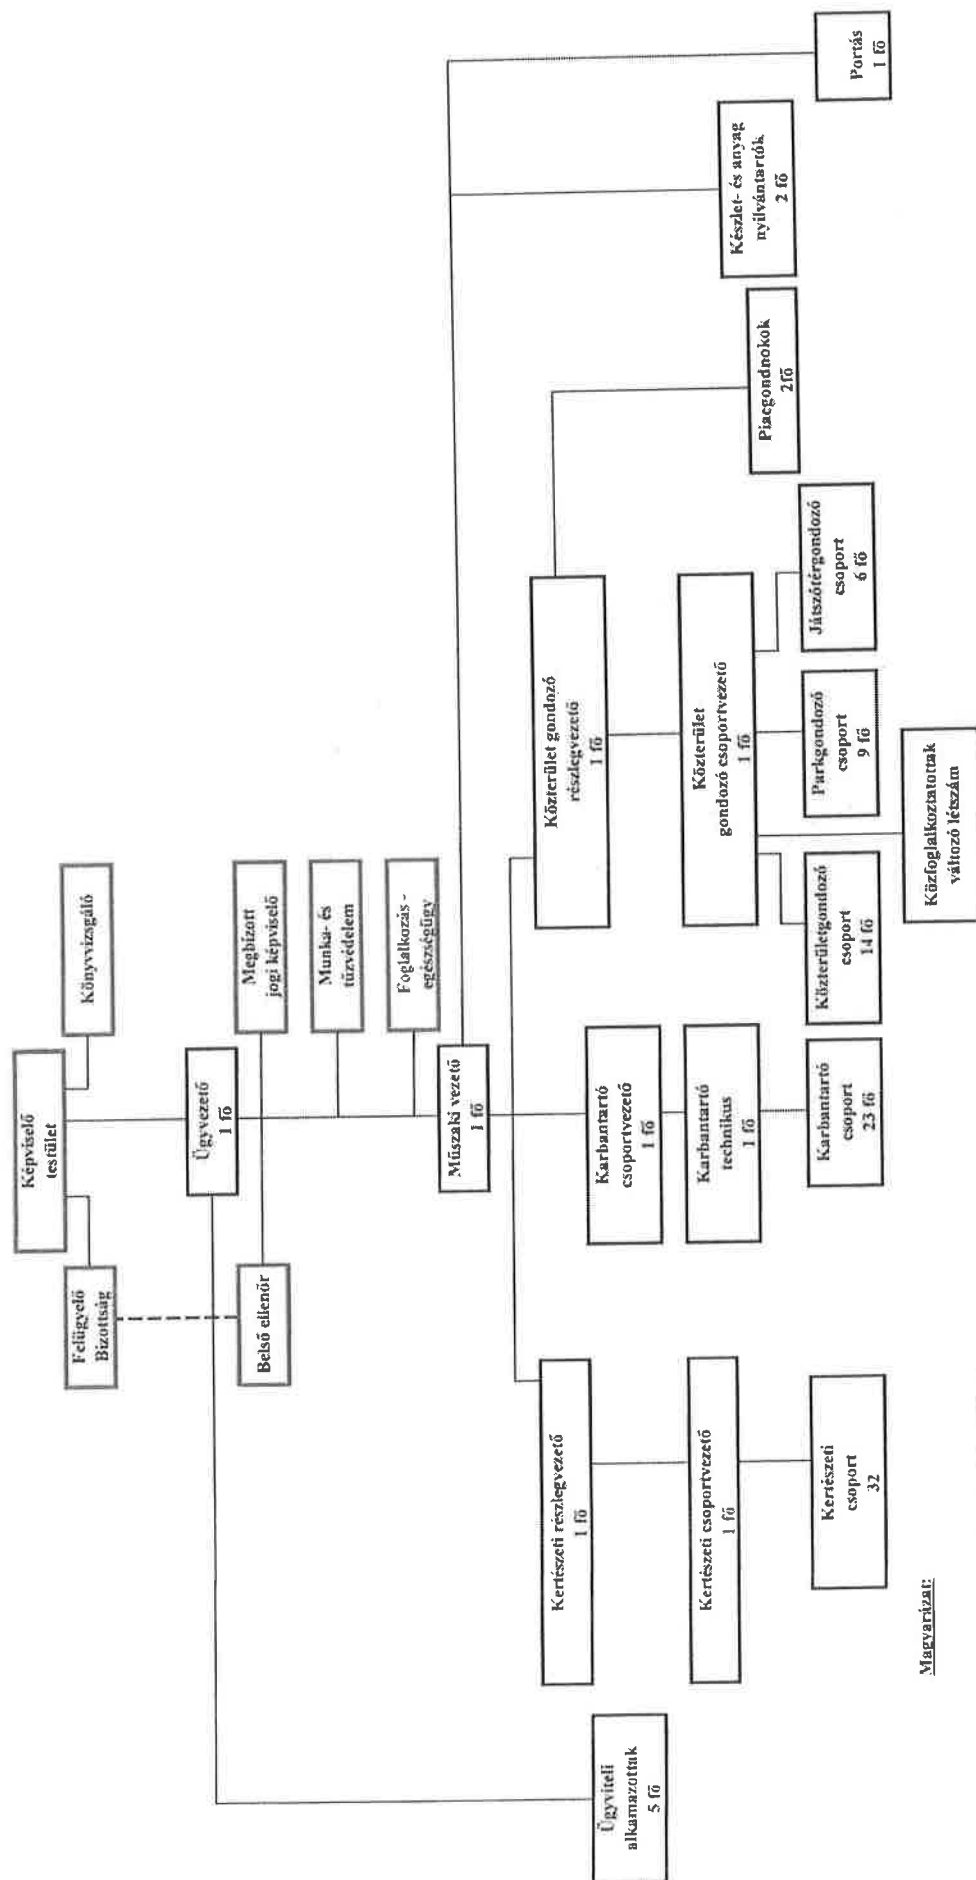 Képviselő
testület
Felügyelő
Bizottság
Könyvvizsgáló
Ügyvezető
1 fő
Belső ellenőr
Megbízott
jogi képviselő
Munka- és
tűzvédelem
Foglalkozás -
egészségügy
Műszaki vezető
1 fő
Kertészeti részlegvezető
1 fő
Közterület gondozó
részlegvezető
1 fő
Ügyviteli
alkamazottak
5 fő
Karbantartó
csoportvezető
1 fő
Kertészeti csoportvezető
1 fő
Karbantartó
technikus
1 fő
Közterület
gondozó csoportvezető
1 fő
Piacgondnokok
2fő
Készlet- és anyag
nyilvántartók
2 fő
Portás
1 fő
Kertészeti
csoport
32
Karbantartó
csoport
23 fő
Közterületgondozó
csoport
14 fő
Parkgondozó
csoport
9 fő
Játszótérgondozó
csoport
6 fő
Közfoglalkoztatottak
változó létszám
Magyarázat: